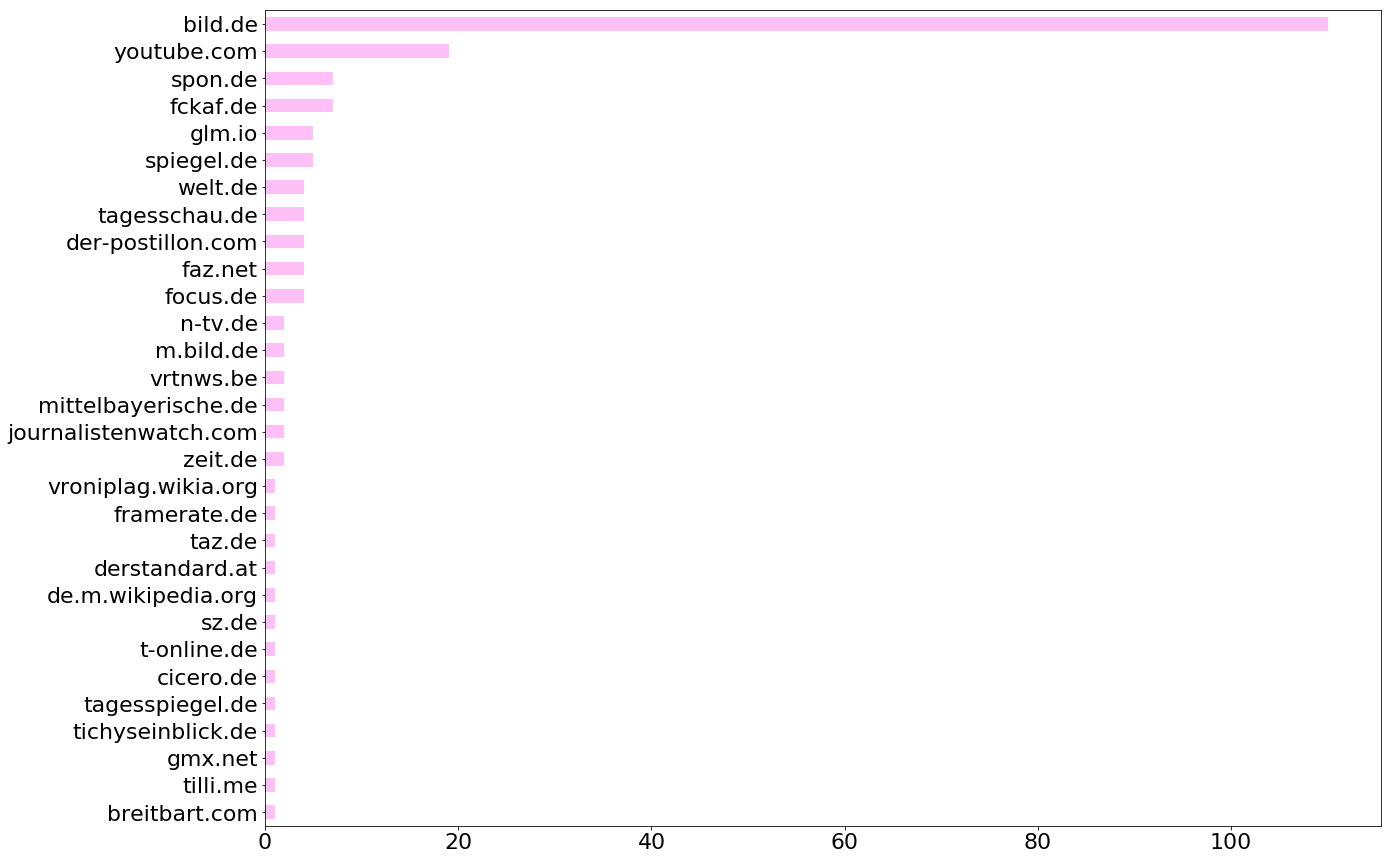 bild.de
youtube.com
spon.de
fckaf.de
glm.io
spiegel.de
welt.de
tagesschau.de
der-postillon.com
faz.net
focus.de
n-tv.de
m.bild.de
vrtnws.be
mittelbayerische.de
journalistenwatch.com
zeit.de
vroniplag.wikia.org
framerate.de
taz.de
derstandard.at
de.m.wikipedia.org
sz.de
t-online.de
cicero.de
tagesspiegel.de
tichyseinblick.de
gmx.net
tilli.me
breitbart.com
0 20 40 60 80 100